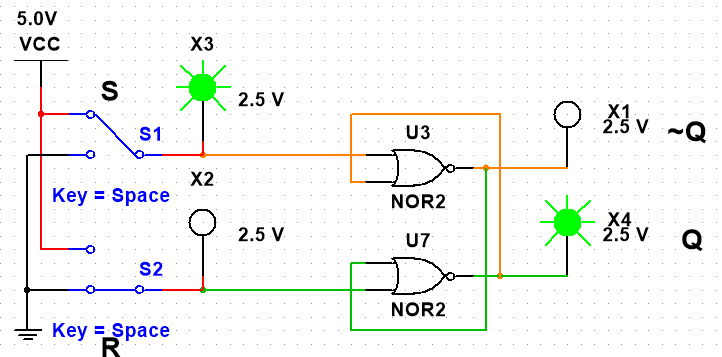 5.0V
VCC
X3
S
2.5 V
S1
X1
2.5 V
~Q
U3
X2
Key = Space
NOR2
2.5 V
X4
2.5 V
Q
U7
S2
NOR2
Key = Space
R